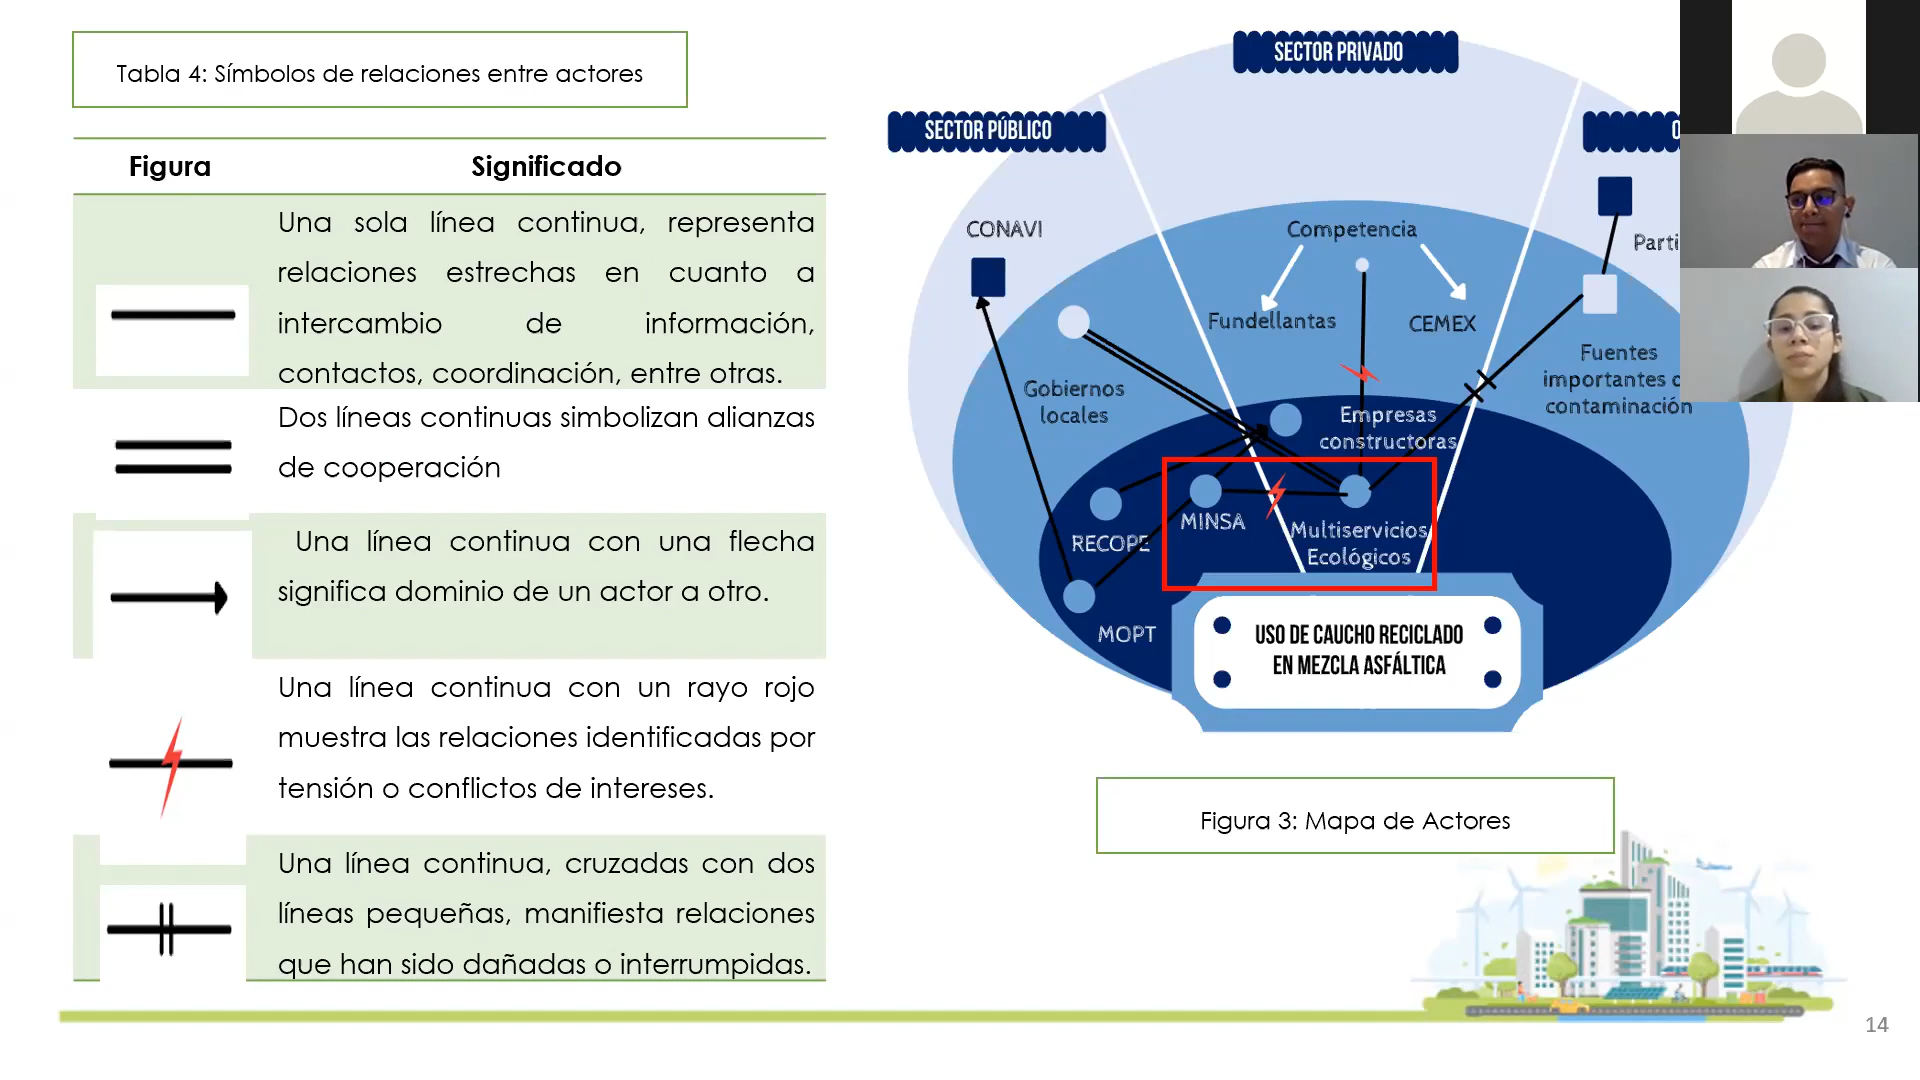 Tabla 4: Símbolos de relaciones entre actores
Figura Significado
Una sola línea continua, representa
relaciones estrechas en cuanto a
intercambio de información,
contactos, coordinación, entre otras.
Dos líneas continuas simbolizan alianzas
de cooperación
Una línea continua con una flecha
significa dominio de un actor a otro.
Una línea continua con un rayo rojo
muestra las relaciones identificadas por
tensión o conflictos de intereses.
Una línea continua, cruzadas con dos
líneas pequeñas, manifiesta relaciones
que han sido dañadas o interrumpidas.
SECTOR PRIVADO
SECTOR PÚBLICO
CONAVI
Competencia
Fundellantas
CEMEX
Gobiernos
locales
Fuentes
importantes
contaminación
Empresas
constructoras
RECOPE
MINSA
Multiservicios
Ecológicos
MOPT
USO DE CAUCHO RECICLADO
EN MEZCLA ASFÁLTICA
Figura 3: Mapa de Actores
14